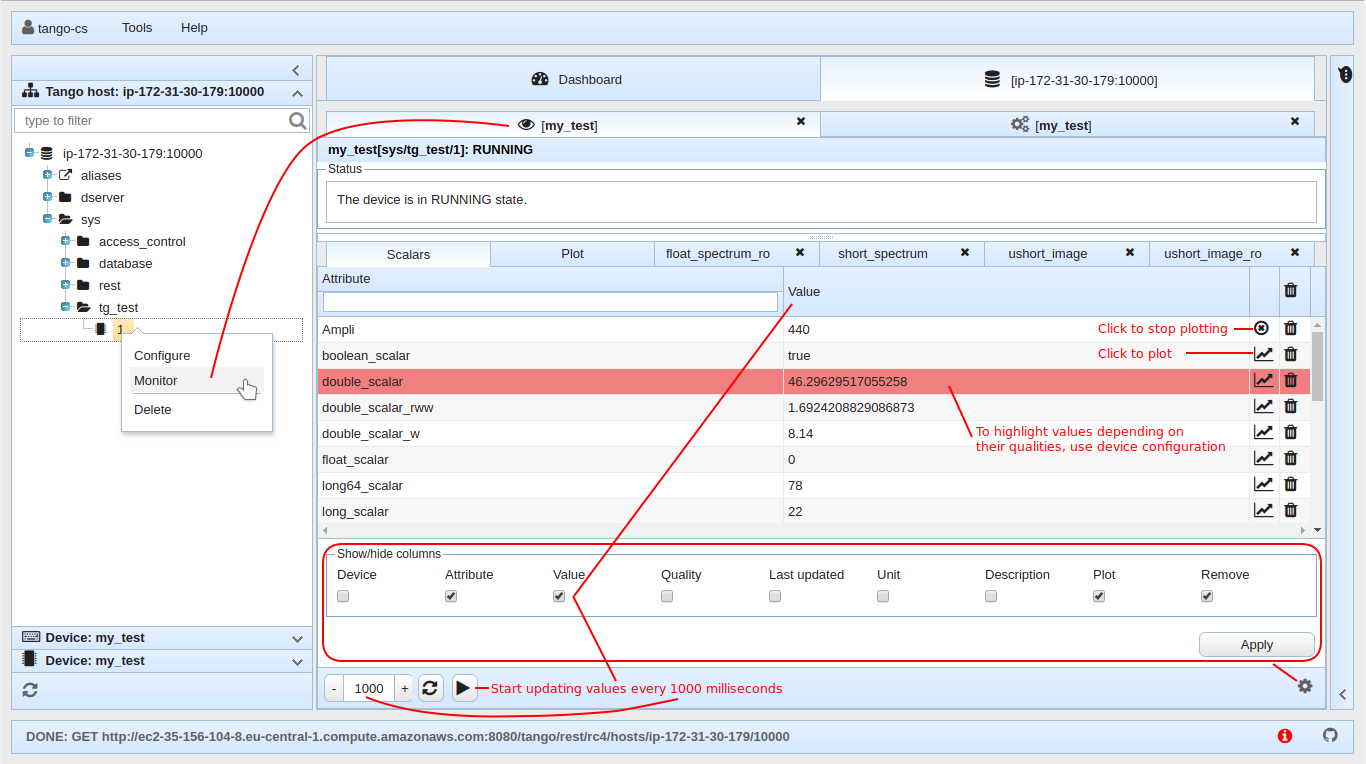 tango-cs Tools Help
Tango host: ip-172-31-30-179:10000
type to filter
ip-172-31-30-179:10000
aliases
dserver
sys
access_control
database
rest
tg_test
1
Configure
Monitor
Delete
Device: my_test
Device: my_test
Dashboard [ip-172-31-30-179:10000]
[my_test] [my_test]
my_test[sys/tg_test/1]: RUNNING
Status
The device is in RUNNING state.
Scalars Plot float_spectrum_ro short_spectrum ushort_image ushort_image_ro
Attribute Value
Ampli 440 Click to stop plotting
boolean_scalar true Click to plot
double_scalar 46.29629517055258
double_scalar_rww 1.6924208829086873
double_scalar_w 8.14
To highlight values depending on
their qualities, use device configuration
float_scalar 0
long64_scalar 78
long_scalar 22
Show/hide columns
Device Attribute Value Quality Last updated Unit Description Plot Remove
Apply
- 1000 + Start updating values every 1000 milliseconds
DONE: GET http://ec2-35-156-104-8.eu-central-1.compute.amazonaws.com:8080/tango/rest/rc4/hosts/ip-172-31-30-179/10000